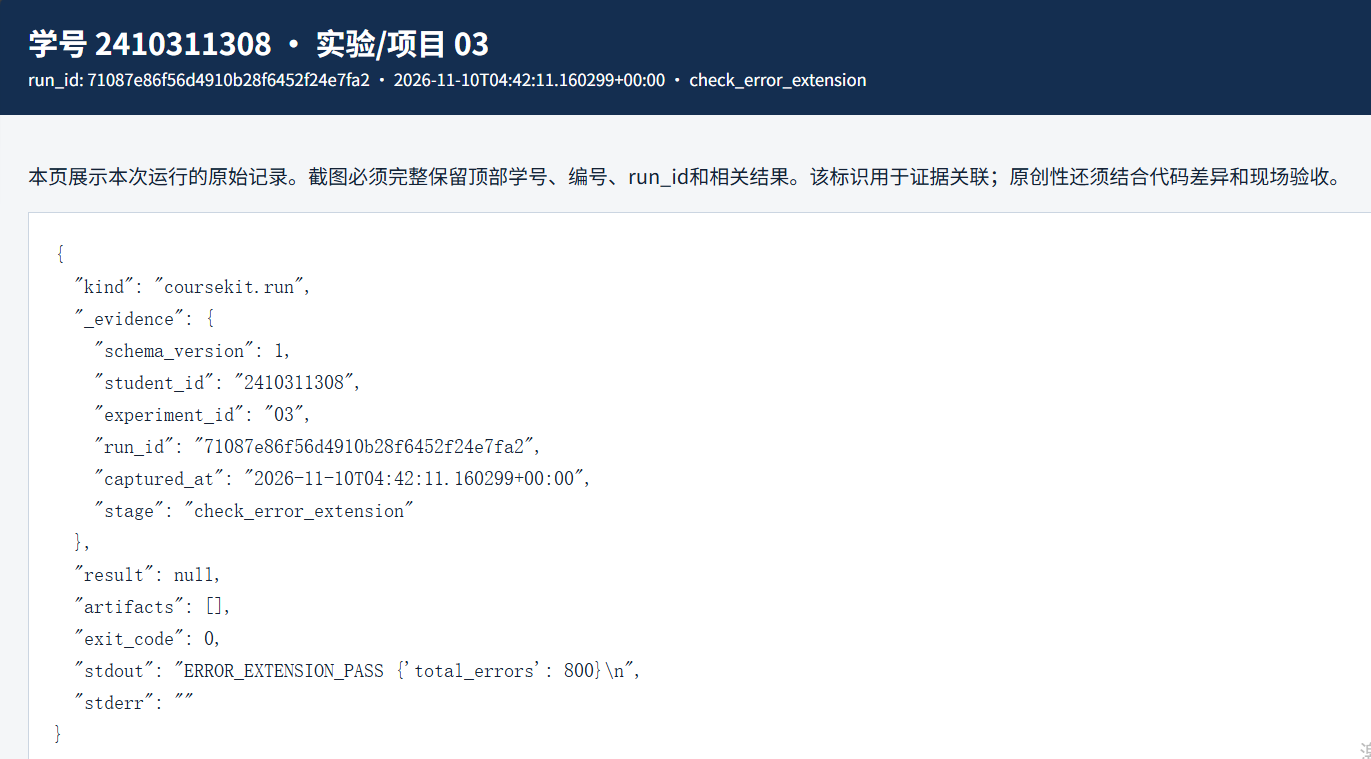 学号 2410311308 · 实验/项目 03
run_id: 71087e86f56d4910b28f6452f24e7fa2 · 2026-11-10T04:42:11.160299+00:00 · check_error_extension
本页展示本次运行的原始记录。截图必须完整保留顶部学号、编号、run_id和相关结果。该标识用于证据关联；原创性还须结合代码差异和现场验收。
{
  "kind": "coursekit.run",
  "_evidence": {
    "schema_version": 1,
    "student_id": "2410311308",
    "experiment_id": "03",
    "run_id": "71087e86f56d4910b28f6452f24e7fa2",
    "captured_at": "2026-11-10T04:42:11.160299+00:00",
    "stage": "check_error_extension"
  },
  "result": null,
  "artifacts": [],
  "exit_code": 0,
  "stdout": "ERROR_EXTENSION_PASS {'total_errors': 800}\n",
  "stderr": ""
}